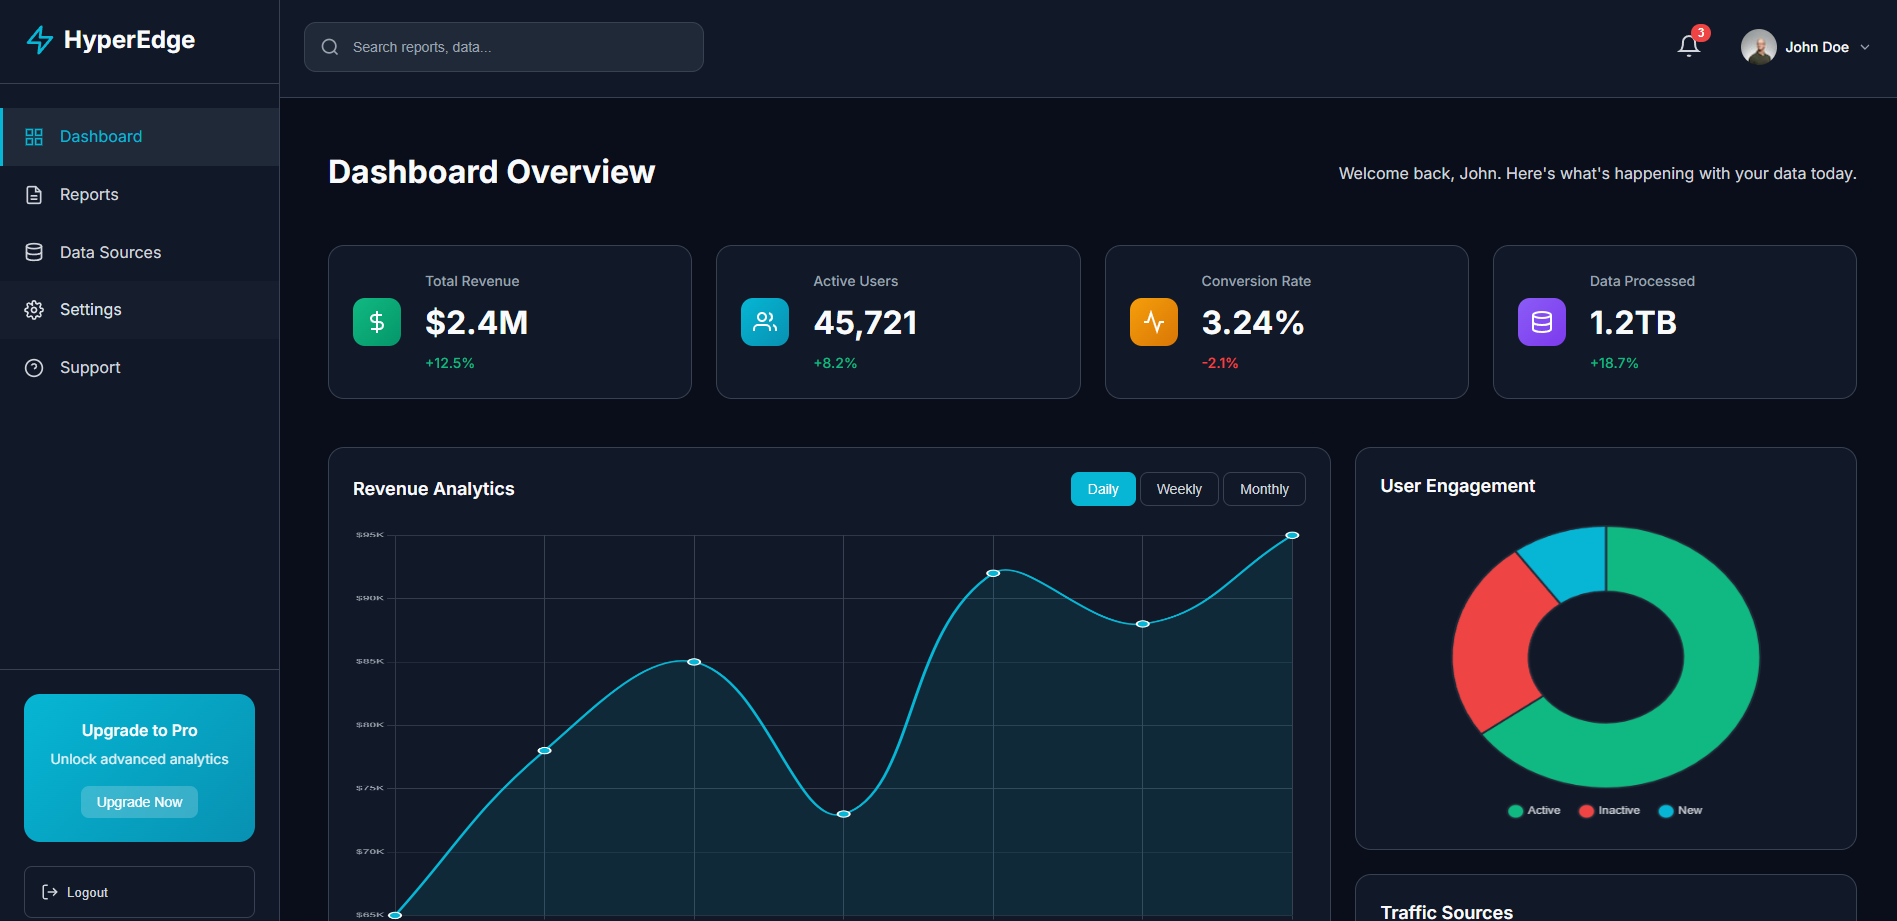 HyperEdge
Search reports, data...
3
John Doe
Dashboard
Reports
Data Sources
Settings
Support
Upgrade to Pro
Unlock advanced analytics
Upgrade Now
Logout
Dashboard Overview
Welcome back, John. Here's what's happening with your data today.
Total Revenue
$2.4M
+12.5%
Active Users
45,721
+8.2%
Conversion Rate
3.24%
-2.1%
Data Processed
1.2TB
+18.7%
Revenue Analytics
Daily
Weekly
Monthly
$95K
$90K
$85K
$80K
$75K
$70K
$65K
User Engagement
Active
Inactive
New
Traffic Sources